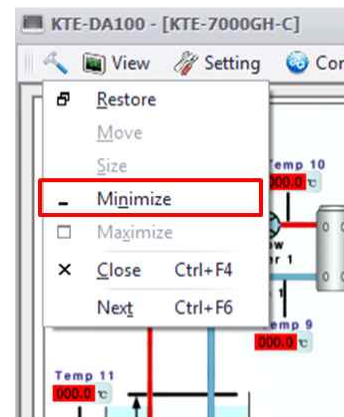 KTE-DA100 - [KTE-7000GH-C]
View Setting
Restore
Move
Size
Minimize
Maximize
Close Ctrl+F4
Next Ctrl+F6
Temp 10
000.0 ℃
Temp 9
000.0 ℃
Temp 11
000.0 ℃